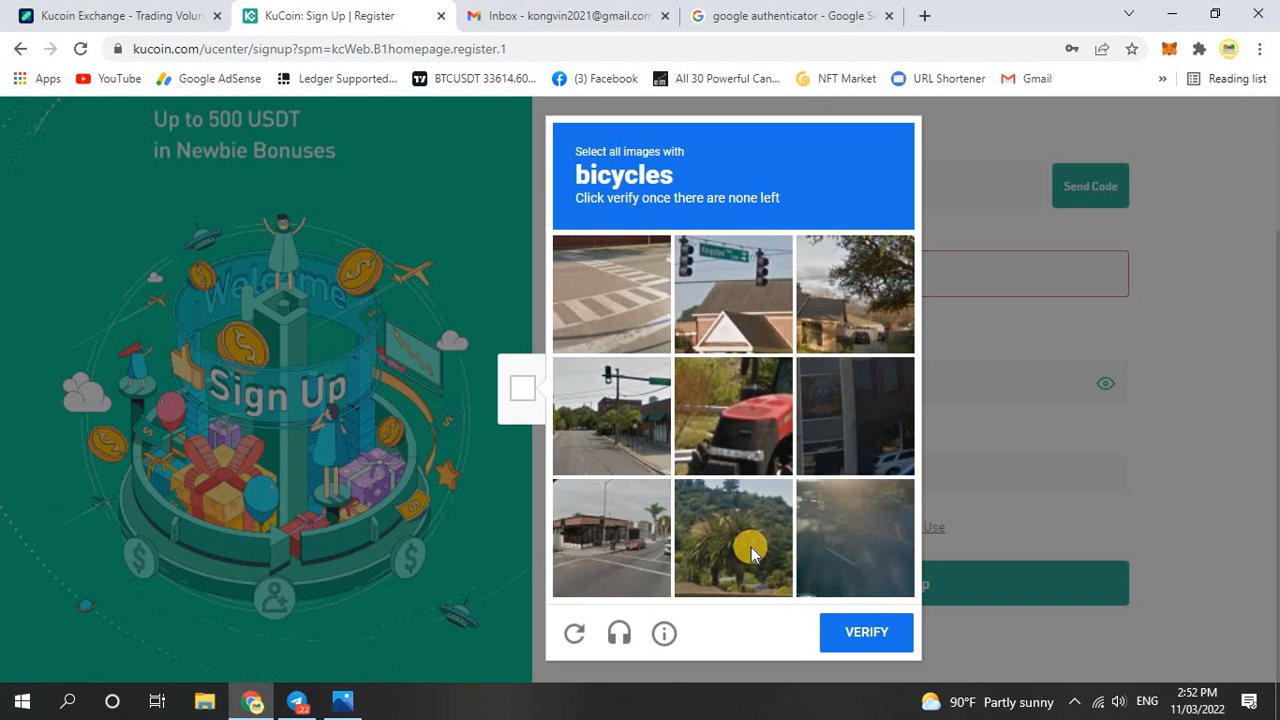 Kucoin Exchange - Trading Volun
KuCoin: Sign Up | Register
Inbox - kongvin2021@gmail.com
google authenticator - Google Se
kucoin.com/ucenter/signup?spm=kcWeb.B1homepage.register.1
Apps
YouTube
Google AdSense
Ledger Supported...
BTCUSDT 33614.60...
(3) Facebook
All 30 Powerful Can...
NFT Market
URL Shortener
Gmail
»
Reading list
Up to 500 USDT
in Newbie Bonuses
Welcome
Sign Up
Select all images with
bicycles
Click verify once there are none left
Send Code
Use
p
VERIFY
22
90°F Partly sunny
ENG
2:52 PM
11/03/2022